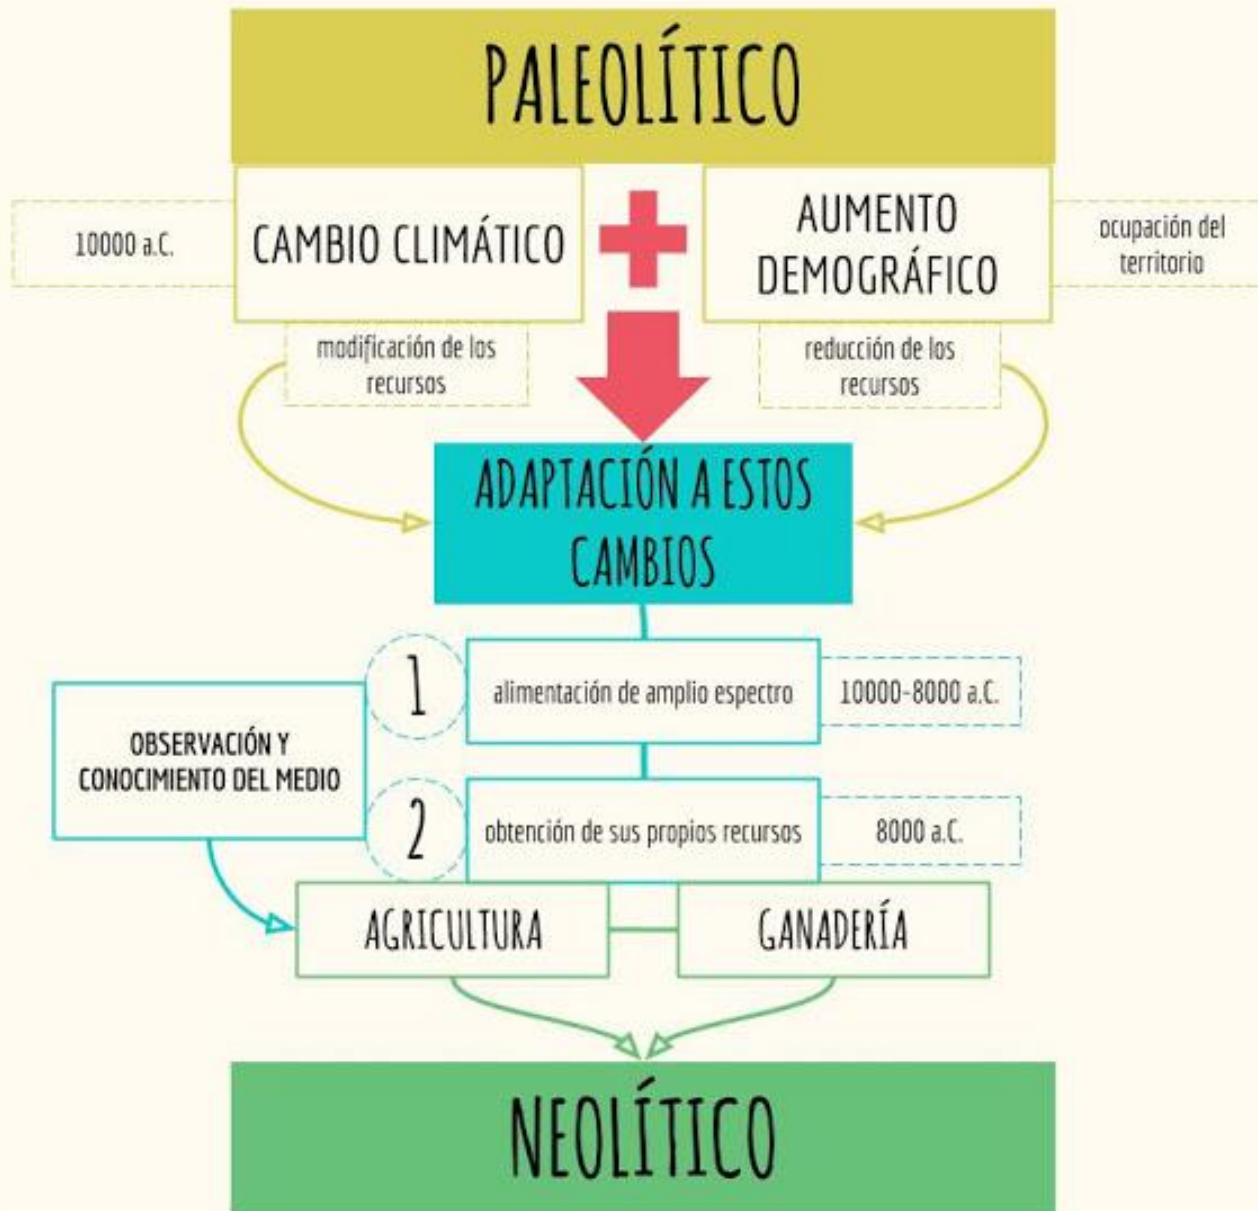 PALEOLÍTICO
10000 a.C.
CAMBIO CLIMÁTICO
AUMENTO
DEMOGRÁFICO
ocupación del
territorio
modificación de los
recursos
reducción de los
recursos
ADAPTACIÓN A ESTOS
CAMBIOS
1
alimentación de amplio espectro
10000-8000 a.C.
OBSERVACIÓN Y
CONOCIMIENTO DEL MEDIO
2
obtención de sus propios recursos
8000 a.C.
AGRICULTURA
GANADERÍA
NEOLÍTICO